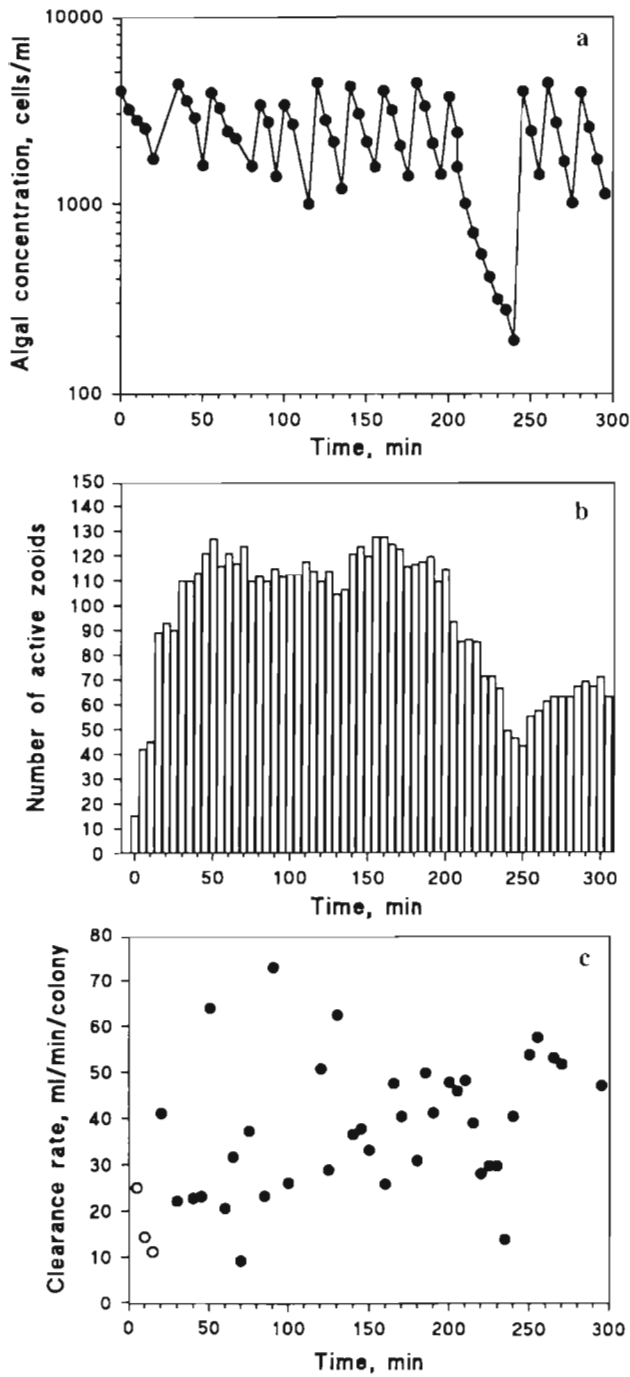 10000
1000
100
Algal concentration, cells/ml
a
0 50 100 150 200 250 300
Time, min
150
140
130
120
110
100
90
80
70
60
50
40
30
20
10
0
Number of active zooids
b
0 50 100 150 200 250 300
Time, min
80
70
60
50
40
30
20
10
0
Clearance rate, ml/min/colony
c
0 50 100 150 200 250 300
Time, min